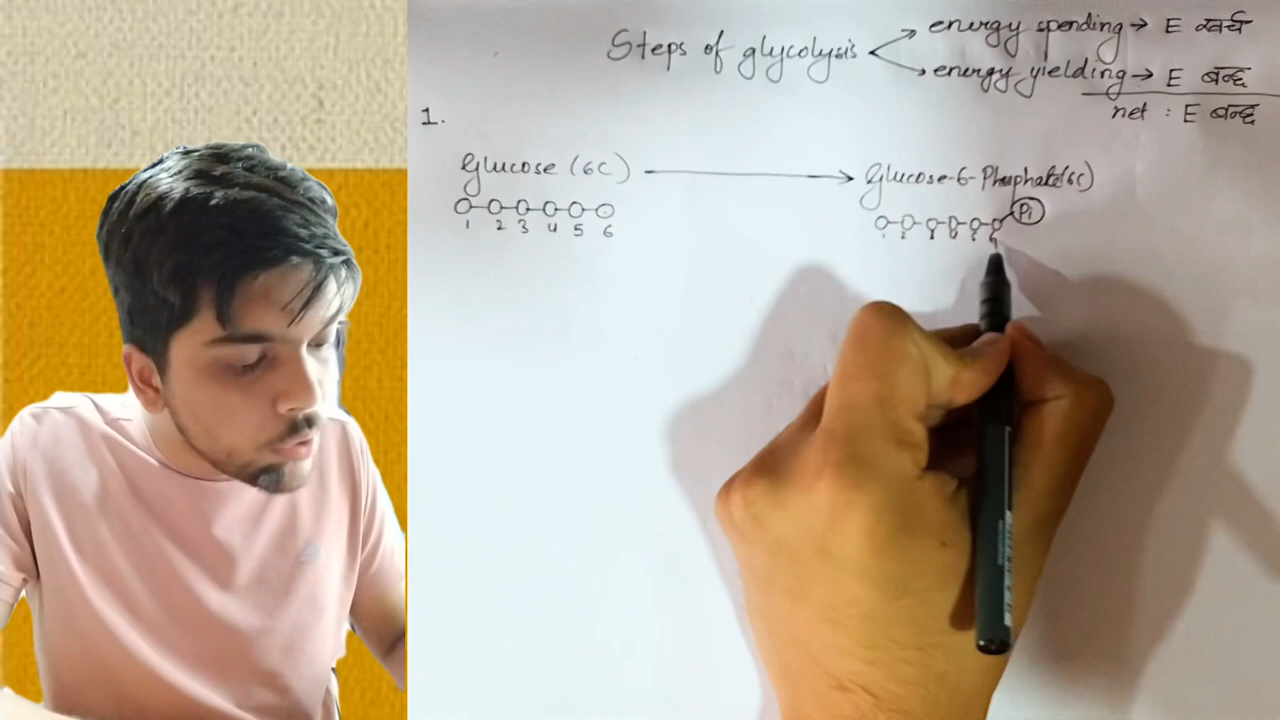 Steps of glycolysis
energy spending → E खर्च
energy yielding → E बन्छ
net : E बन्छ
1.
Glucose (6C) → Glucose-6-Phosphate(6C)
1 2 3 4 5 6
Pi